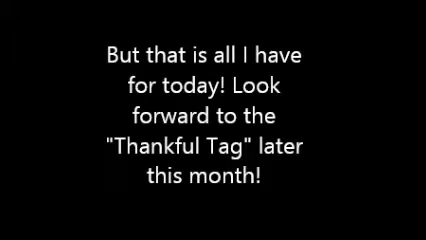 But that is all I have
for today! Look
forward to the
"Thankful Tag" later
this month!